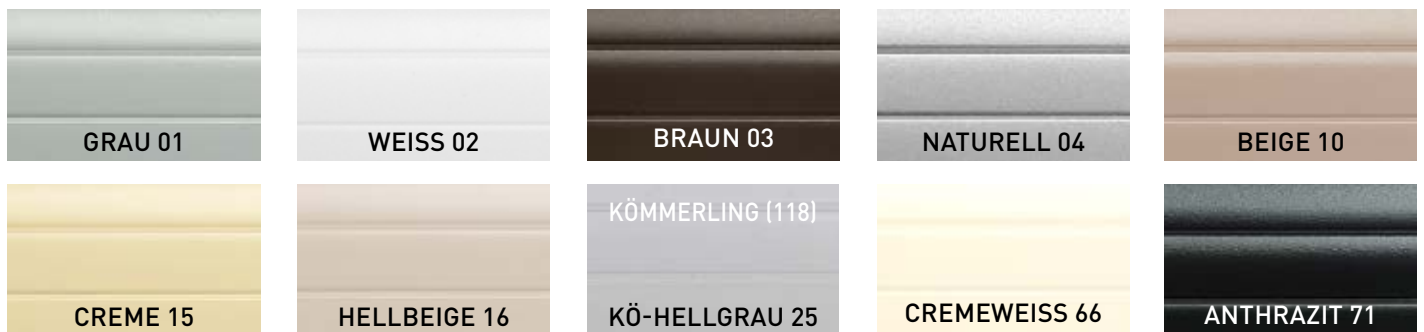 GRAU 01
WEISS 02
BRAUN 03
NATURELL 04
BEIGE 10
CREME 15
HELLBEIGE 16
KÖMMERLING (118)
KÖ-HELLGRAU 25
CREMEWEISS 66
ANTHRAZIT 71